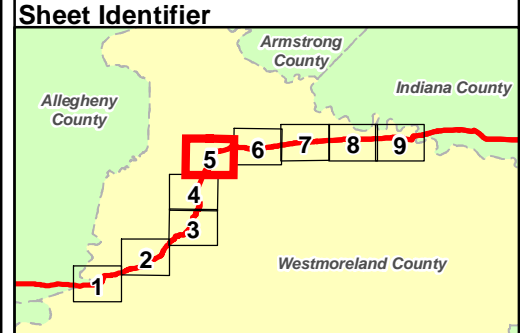 Sheet Identifier
Armstrong
County
Indiana County
Allegheny
County
5
6
7
8
9
4
3
2
1
Westmoreland County